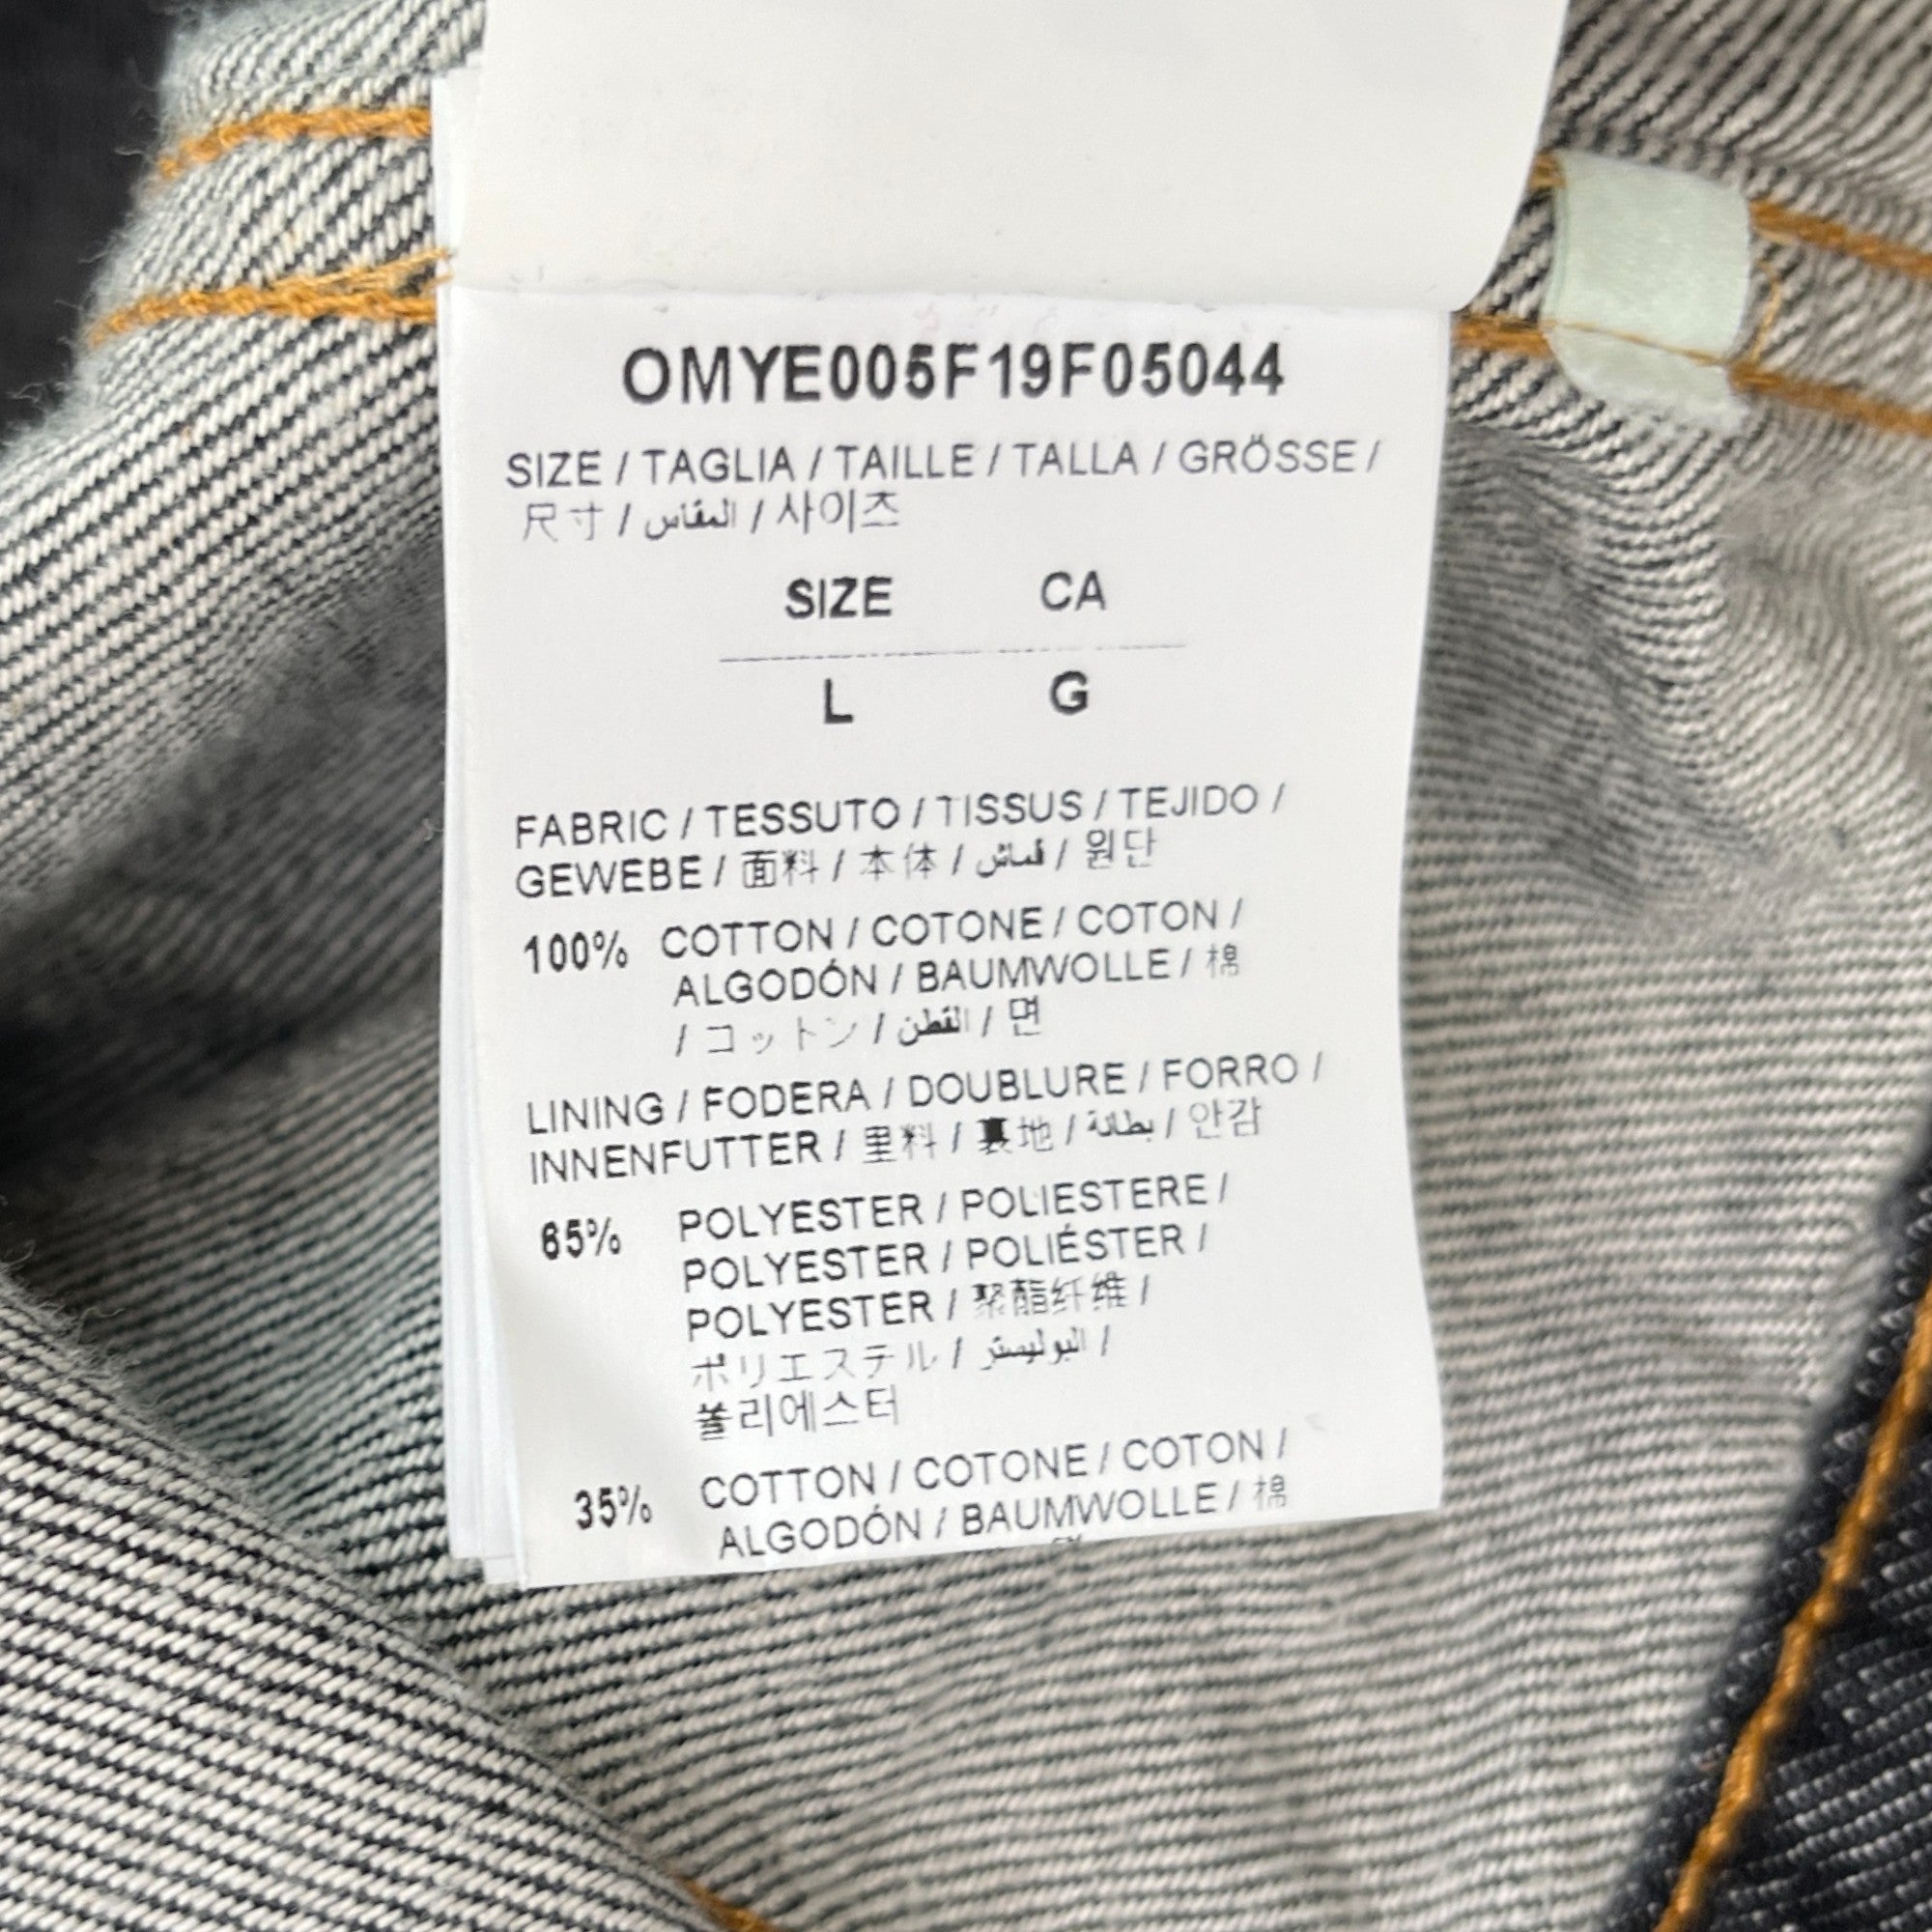 OMYE005F19F05044
SIZE / TAGLIA / TAILLE / TALLA / GRÖSSE /
尺寸 / المقاس / 사이즈
SIZE CA
L G
FABRIC / TESSUTO / TISSUS / TEJIDO /
GEWEBE / 面料 / 本体 / قماش / 원단
100% COTTON / COTONE / COTON /
ALGODÓN / BAUMWOLLE / 棉
/ コットン / القطن / 면
LINING / FODERA / DOUBLURE / FORRO /
INNENFUTTER / 里料 / 裏地 / بطانة / 안감
65% POLYESTER / POLIESTERE /
POLYESTER / POLIÉSTER /
POLYESTER / 聚酯纤维 /
ポリエステル / البوليستر /
폴리에스터
35% COTTON / COTONE / COTON /
ALGODÓN / BAUMWOLLE / 棉